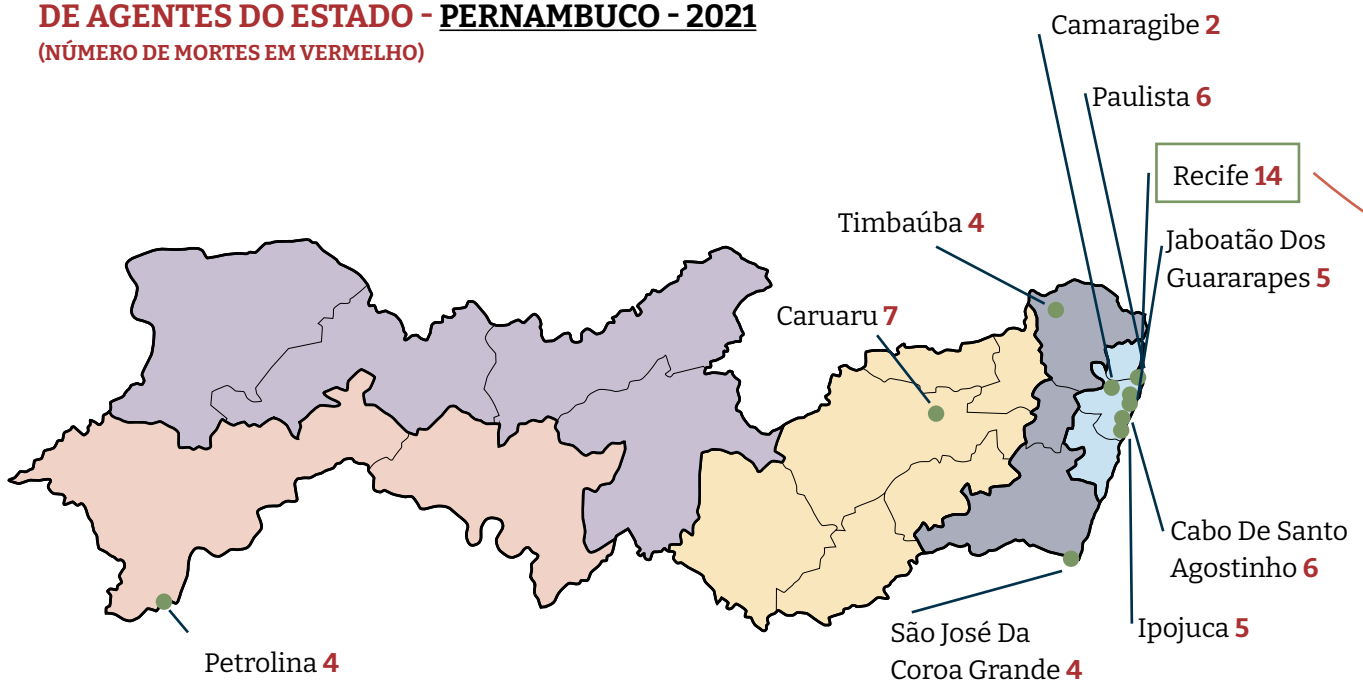 DE AGENTES DO ESTADO - PERNAMBUCO - 2021
(NÚMERO DE MORTES EM VERMELHO)
Camaragibe 2
Paulista 6
Recife 14
Timbaúba 4
Jaboatão Dos
Guararapes 5
Caruaru 7
Cabo De Santo
Agostinho 6
São José Da
Coroa Grande 4
Ipojuca 5
Petrolina 4